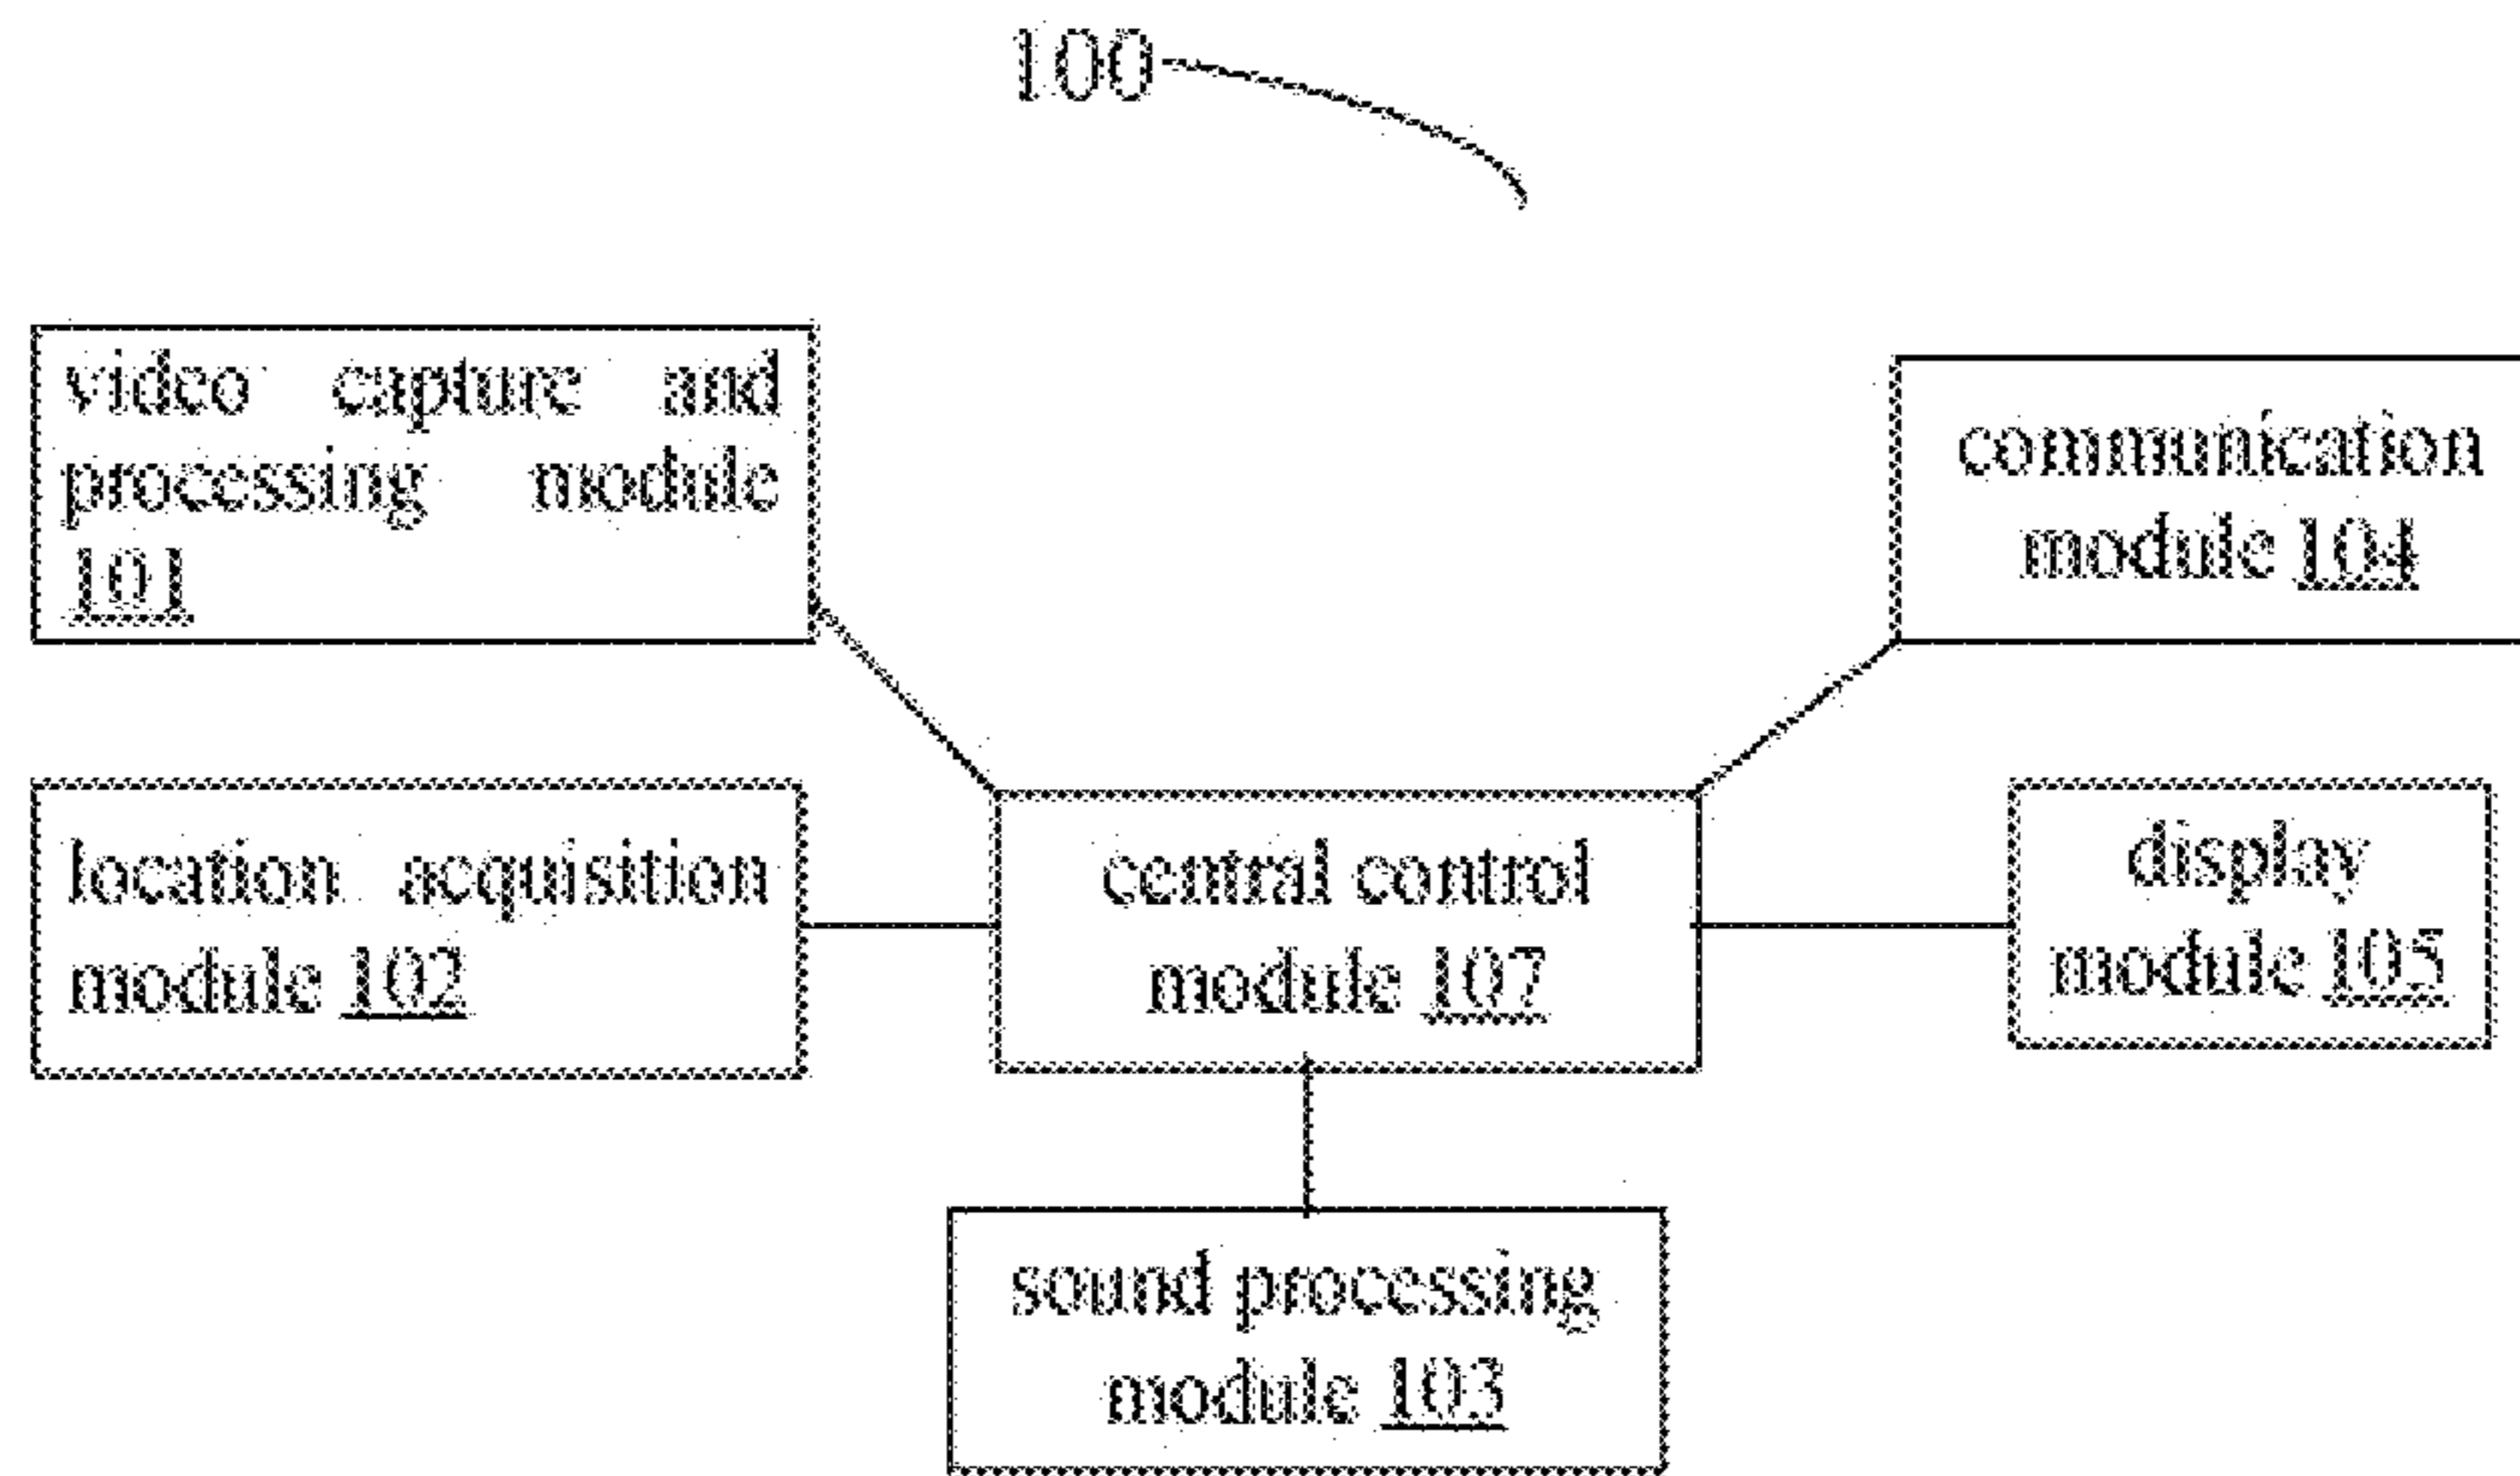 100
video capture and
processing module
101
communication
module 104
location acquisition
module 102
central control
module 107
display
module 105
sound processing
module 103